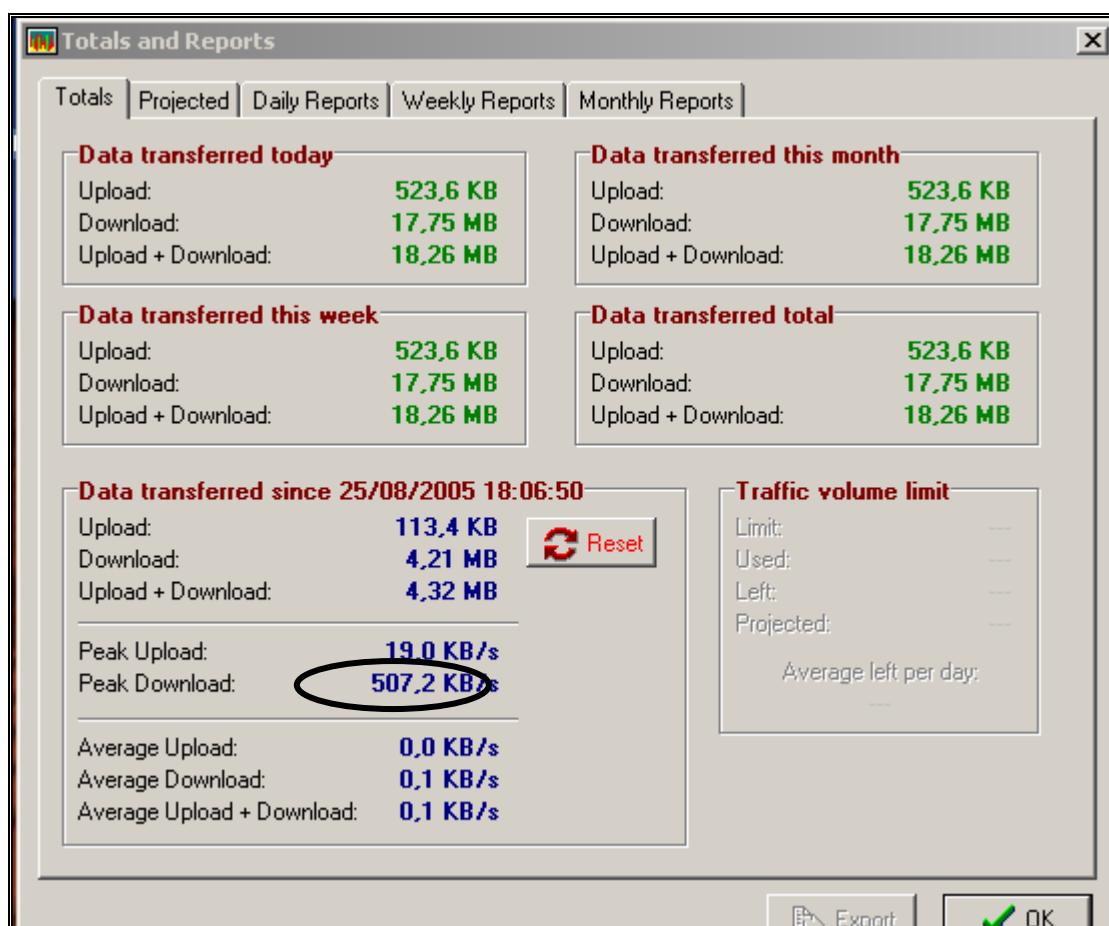 Totals and Reports
Totals Projected Daily Reports Weekly Reports Monthly Reports
Data transferred today
Upload: 523,6 KB
Download: 17,75 MB
Upload + Download: 18,26 MB
Data transferred this month
Upload: 523,6 KB
Download: 17,75 MB
Upload + Download: 18,26 MB
Data transferred this week
Upload: 523,6 KB
Download: 17,75 MB
Upload + Download: 18,26 MB
Data transferred total
Upload: 523,6 KB
Download: 17,75 MB
Upload + Download: 18,26 MB
Data transferred since 25/08/2005 18:06:50
Upload: 113,4 KB
Download: 4,21 MB
Upload + Download: 4,32 MB
Reset
Peak Upload: 19,0 KB/s
Peak Download: 507,2 KB/s
Average Upload: 0,0 KB/s
Average Download: 0,1 KB/s
Average Upload + Download: 0,1 KB/s
Traffic volume limit
Limit: ---
Used: ---
Left: ---
Projected: ---
Average left per day:
---
Export OK